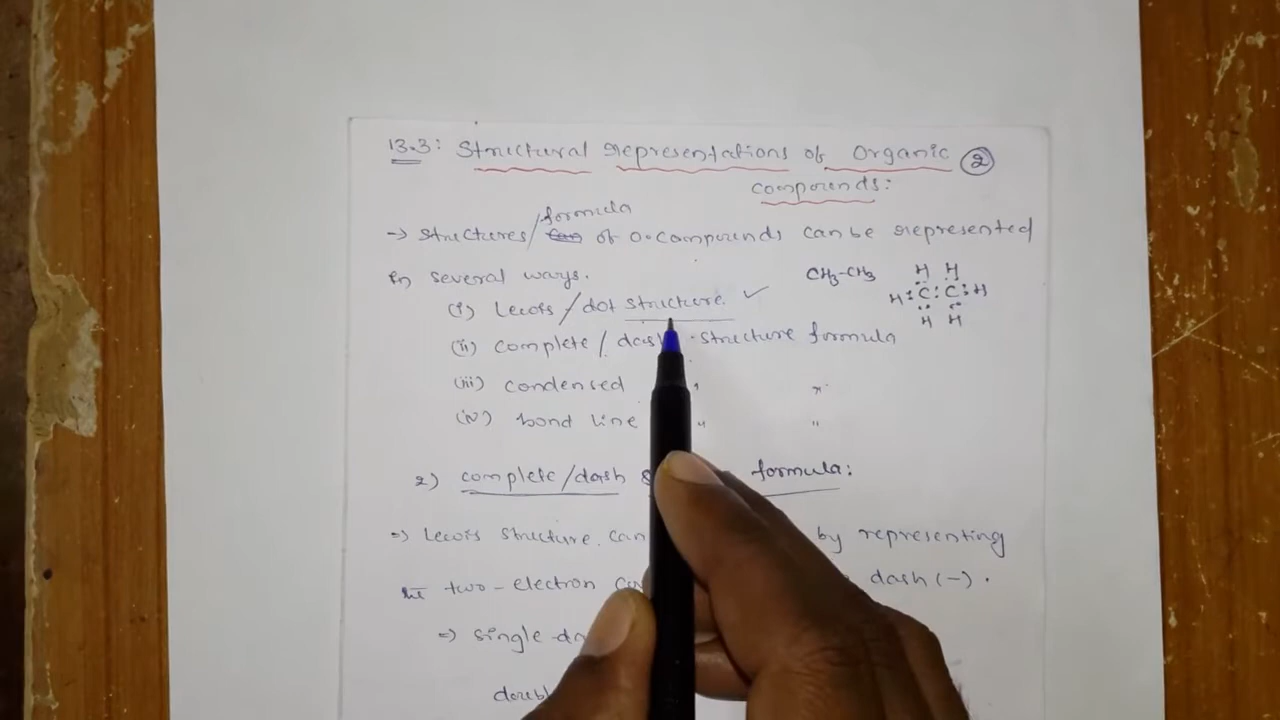 13.3: Structural representations of Organic (2)
compounds:
→ structures/formula of o.compounds can be represented
in several ways.
CH3-CH3
H H
H:C:C:H
H H
(i) Lewis/dot structure ✓
(ii) complete/dash structure formula
(iii) condensed " "
(iv) bond line " "
2) complete/dash formula:
⇒ Lewis structure can by representing
two-electron dash (-).
⇒ single